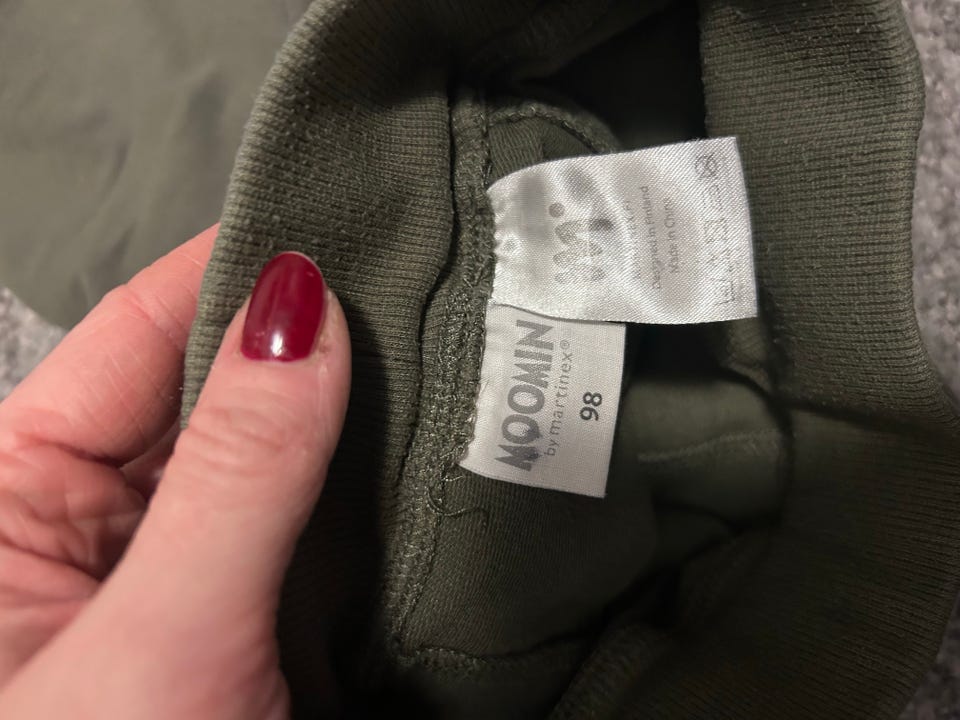 MOOMIN
by martinex®
98
Designed in Finland
Made in China